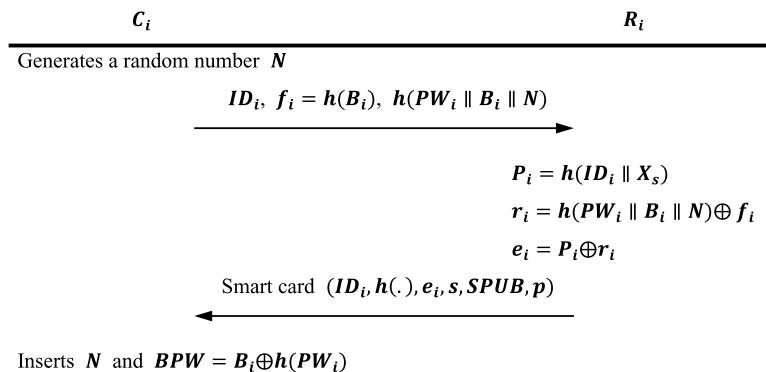 C_i R_i
Generates a random number N
ID_i, f_i = h(B_i), h(PW_i ∥ B_i ∥ N)
P_i = h(ID_i ∥ X_s)
r_i = h(PW_i ∥ B_i ∥ N)⊕ f_i
e_i = P_i⊕r_i
Smart card (ID_i, h(.), e_i, s, SPUB, p)
Inserts N and BPW = B_i⊕h(PW_i)